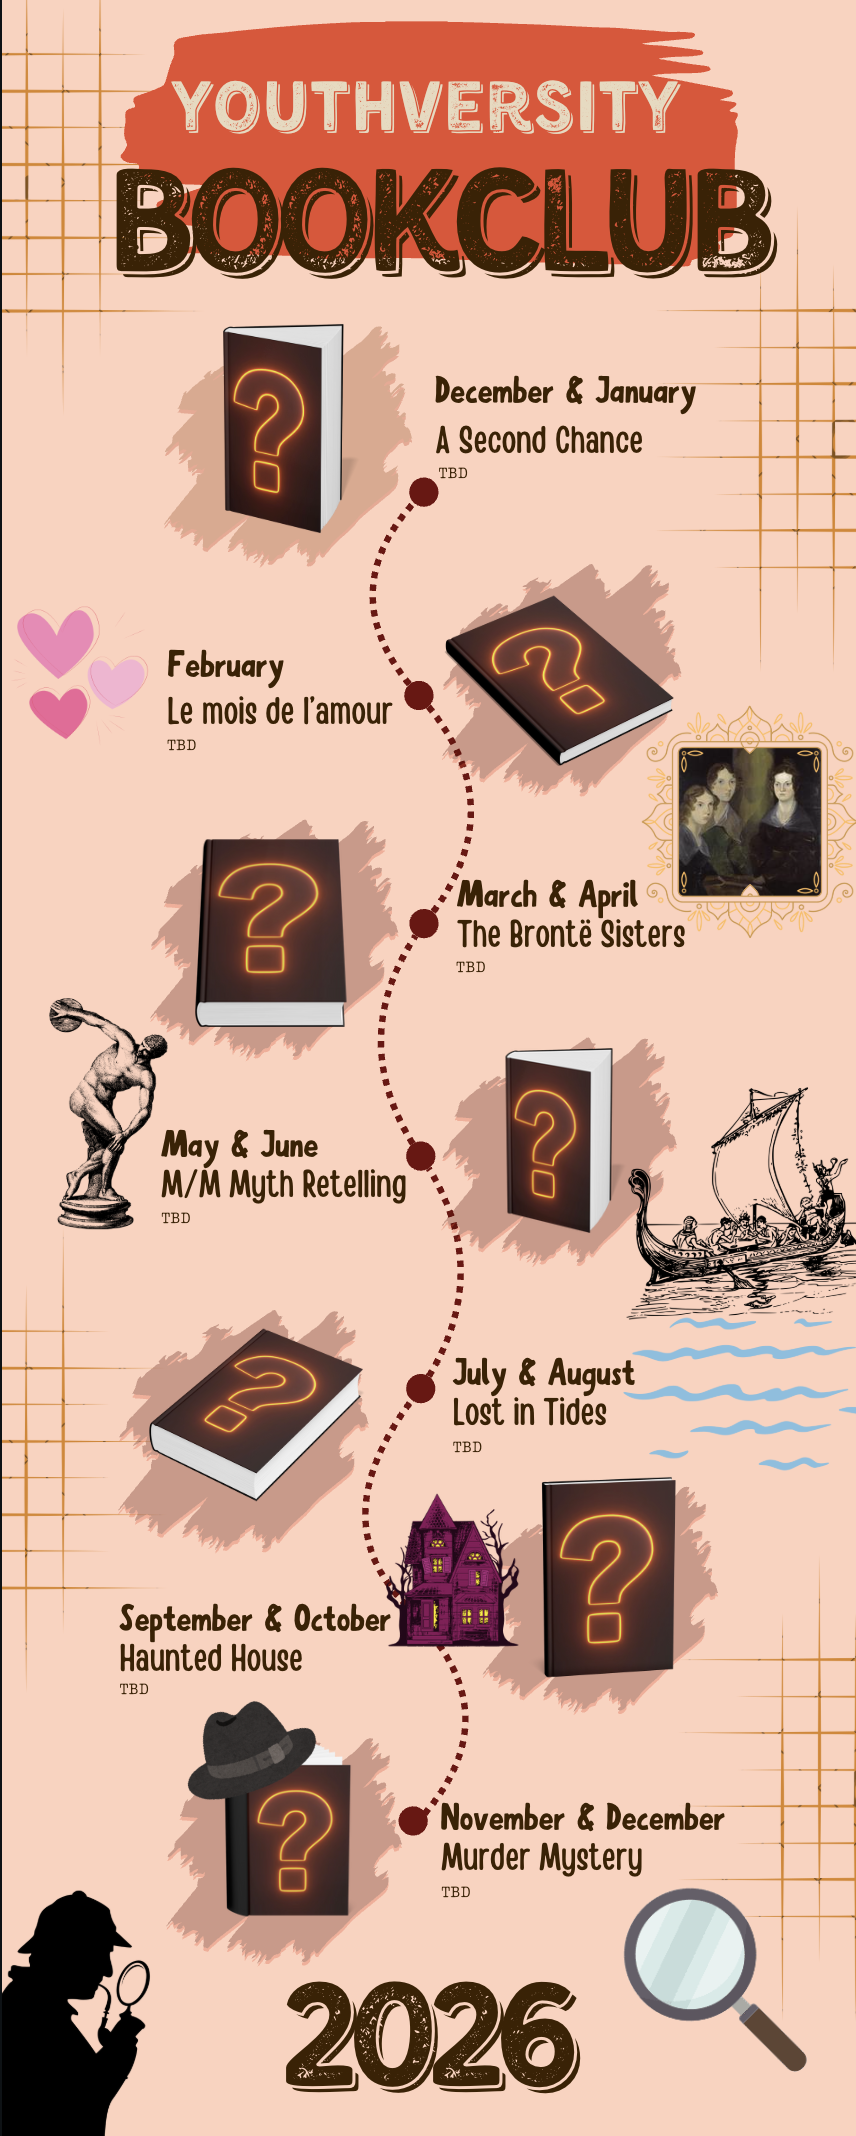 YOUTHVERSITY
BOOKCLUB
December & January
A Second Chance
TBD
February
Le mois de l'amour
TBD
March & April
The Brontë Sisters
TBD
May & June
M/M Myth Retelling
TBD
July & August
Lost in Tides
TBD
September & October
Haunted House
TBD
November & December
Murder Mystery
TBD
2026